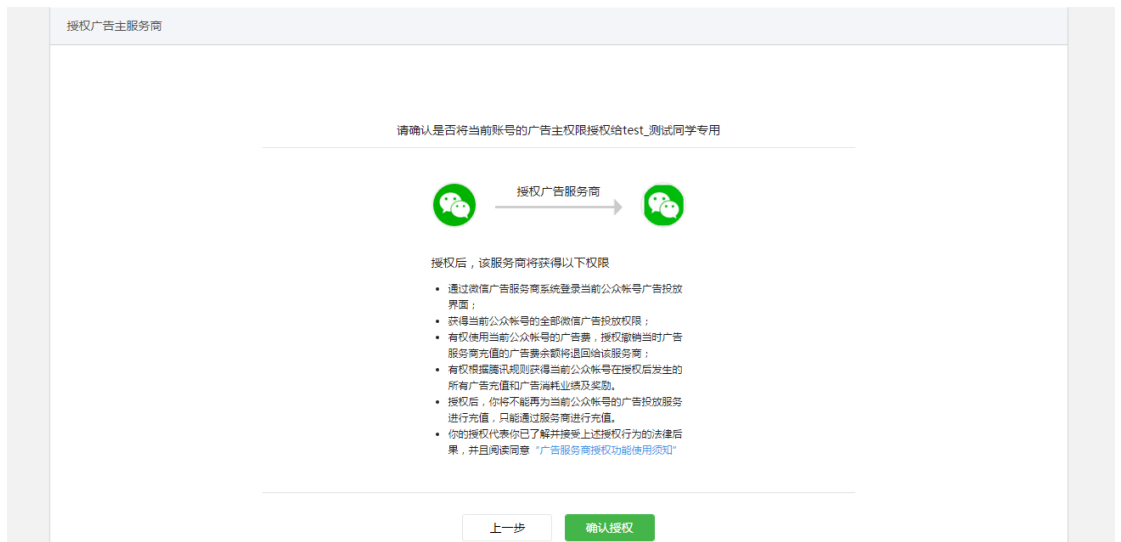 授权广告主服务商
请确认是否将当前账号的广告主权限授权给test_测试同学专用
授权广告服务商
授权后，该服务商将获得以下权限
• 通过微信广告服务商系统登录当前公众帐号广告投放
界面；
• 获得当前公众帐号的全部微信广告投放权限；
• 有权使用当前公众帐号的广告费，授权撤销当时广告
服务商充值的广告费余额将退回给该服务商；
• 有权根据腾讯规则获得当前公众帐号在授权后发生的
所有广告充值和广告消耗业绩及奖励。
• 授权后，你将不能再为当前公众帐号的广告投放服务
进行充值，只能通过服务商进行充值。
• 你的授权代表你已了解并接受上述授权行为的法律后
果，并且阅读同意“广告服务商授权功能使用须知”
上一步 确认授权